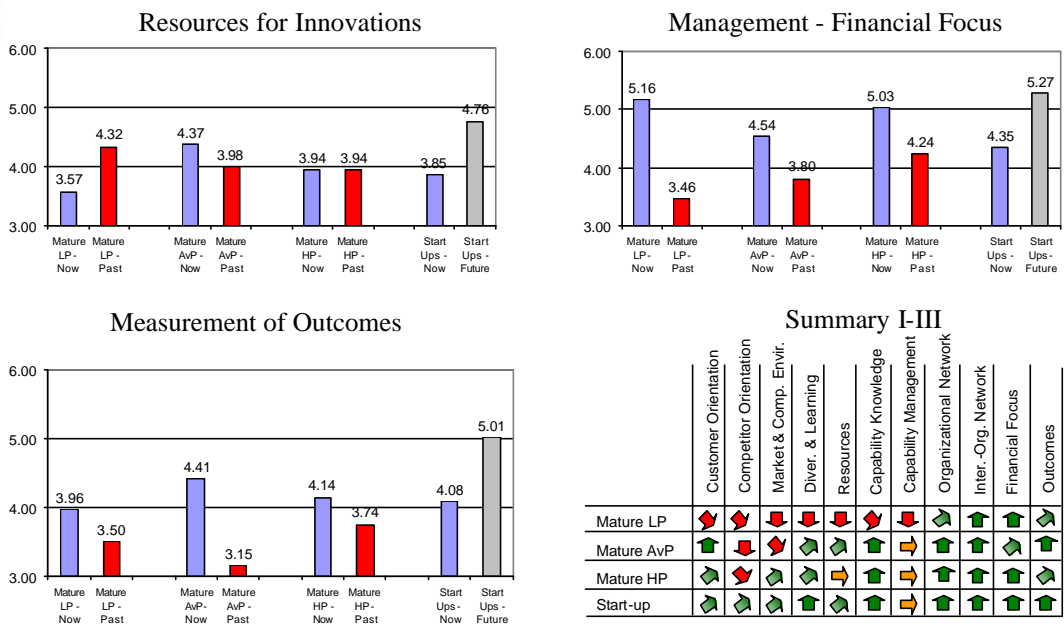 Resources for Innovations
6.00
5.00
4.00
3.00
3.57
4.32
4.37
3.98
3.94
3.94
3.85
4.76
Mature LP - Now
Mature LP - Past
Mature AvP - Now
Mature AvP - Past
Mature HP - Now
Mature HP - Past
Start Ups - Now
Start Ups - Future
Management - Financial Focus
6.00
5.00
4.00
3.00
5.16
3.46
4.54
3.80
5.03
4.24
4.35
5.27
Mature LP - Now
Mature LP - Past
Mature AvP - Now
Mature AvP - Past
Mature HP - Now
Mature HP - Past
Start Ups - Now
Start Ups - Future
Measurement of Outcomes
6.00
5.00
4.00
3.00
3.96
3.50
4.41
3.15
4.14
3.74
4.08
5.01
Mature LP - Now
Mature LP - Past
Mature AvP- Now
Mature AvP - Past
Mature HP - Now
Mature HP- Past
Start Ups - Now
Start Ups - Future
Summary I-III
Customer Orientation
Competitor Orientation
Market & Comp. Envir.
Diver. & Learning
Resources
Capability Knowledge
Capability Management
Organizational Network
Inter.-Org. Network
Financial Focus
Outcomes
Mature LP
Mature AvP
Mature HP
Start-up